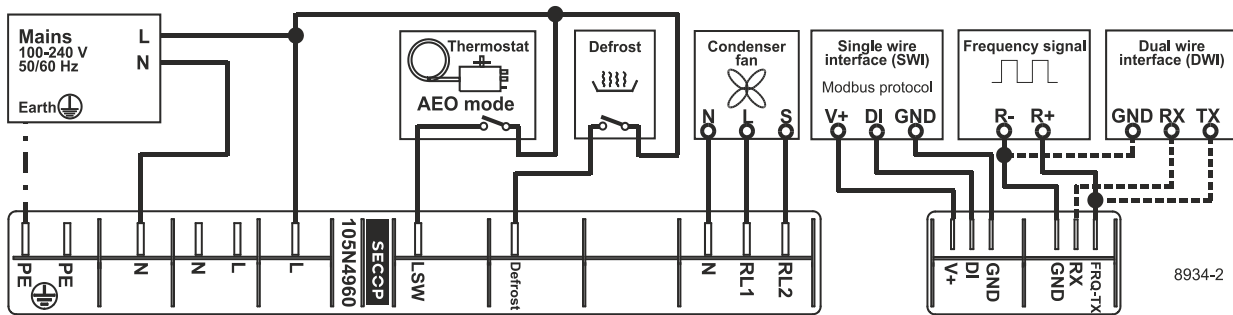 Mains
100-240 V
50/60 Hz
L
N
Earth
Thermostat
AEO mode
Defrost
Condenser
fan
N L S
Single wire
interface (SWI)
Modbus protocol
V+ DI GND
Frequency signal
R- R+
Dual wire
interface (DWI)
GND RX TX
PE
PE
N
N
L
L
105N4960
SECOP
LSW
Defrost
N
RL1
RL2
V+
DI
GND
GND
RX
FRQ-TX
8934-2